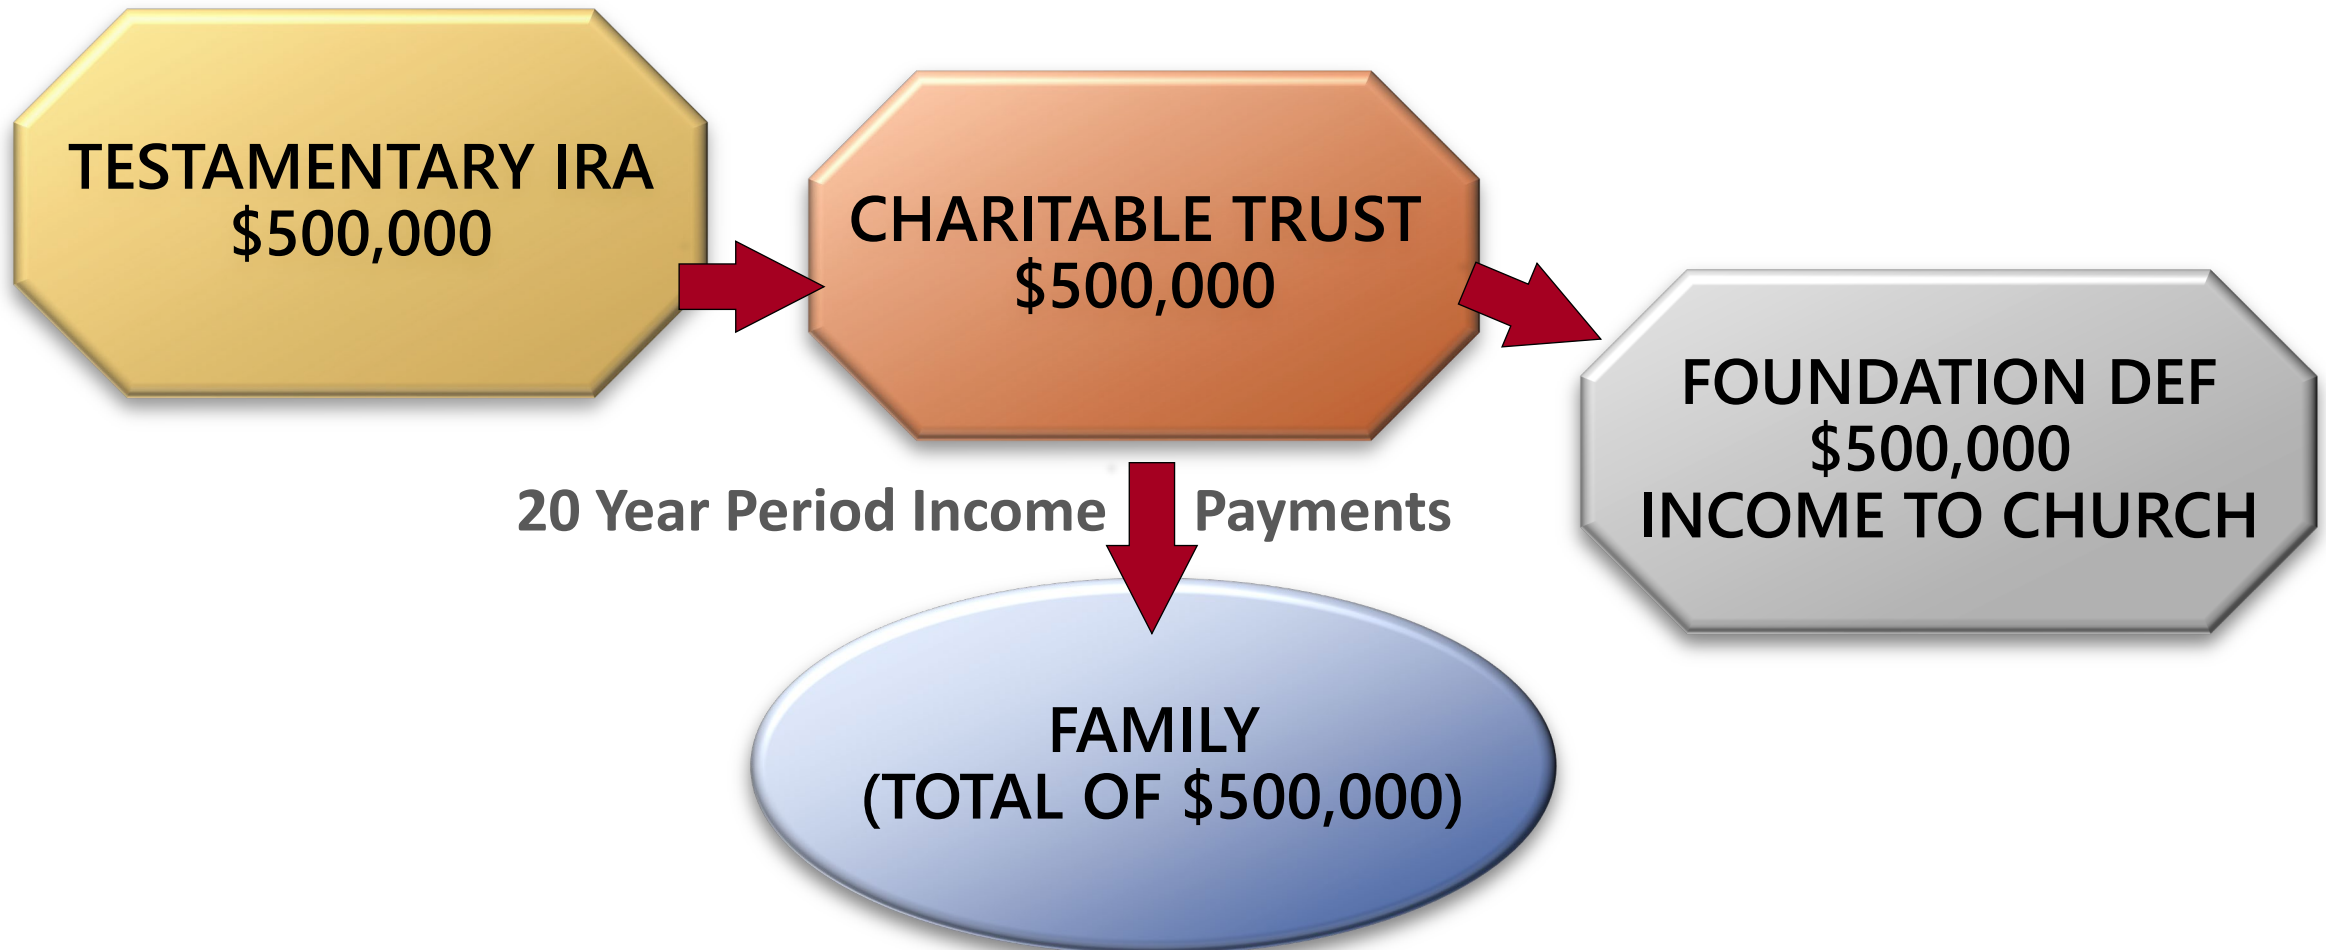 TESTAMENTARY IRA
$500,000
CHARITABLE TRUST
$500,000
FOUNDATION DEF
$500,000
INCOME TO CHURCH
20 Year Period Income Payments
FAMILY
(TOTAL OF $500,000)